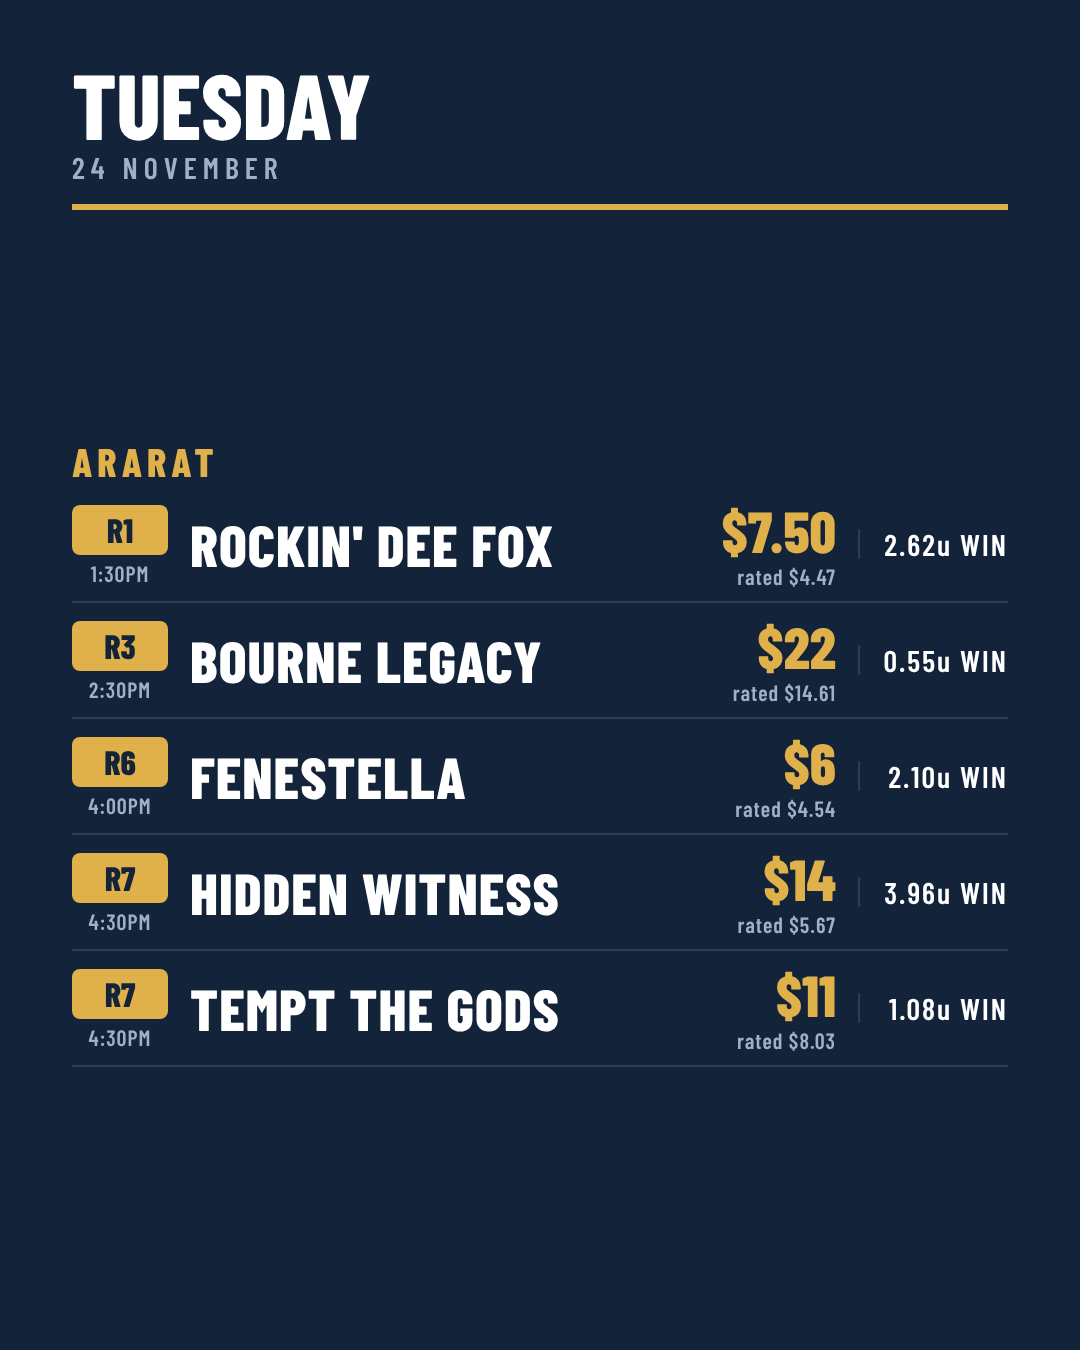 TUESDAY
24 NOVEMBER
ARARAT
R1
1:30PM
ROCKIN' DEE FOX
$7.50
rated $4.47
2.62u WIN
R3
2:30PM
BOURNE LEGACY
$22
rated $14.61
0.55u WIN
R6
4:00PM
FENESTELLA
$6
rated $4.54
2.10u WIN
R7
4:30PM
HIDDEN WITNESS
$14
rated $5.67
3.96u WIN
R7
4:30PM
TEMPT THE GODS
$11
rated $8.03
1.08u WIN